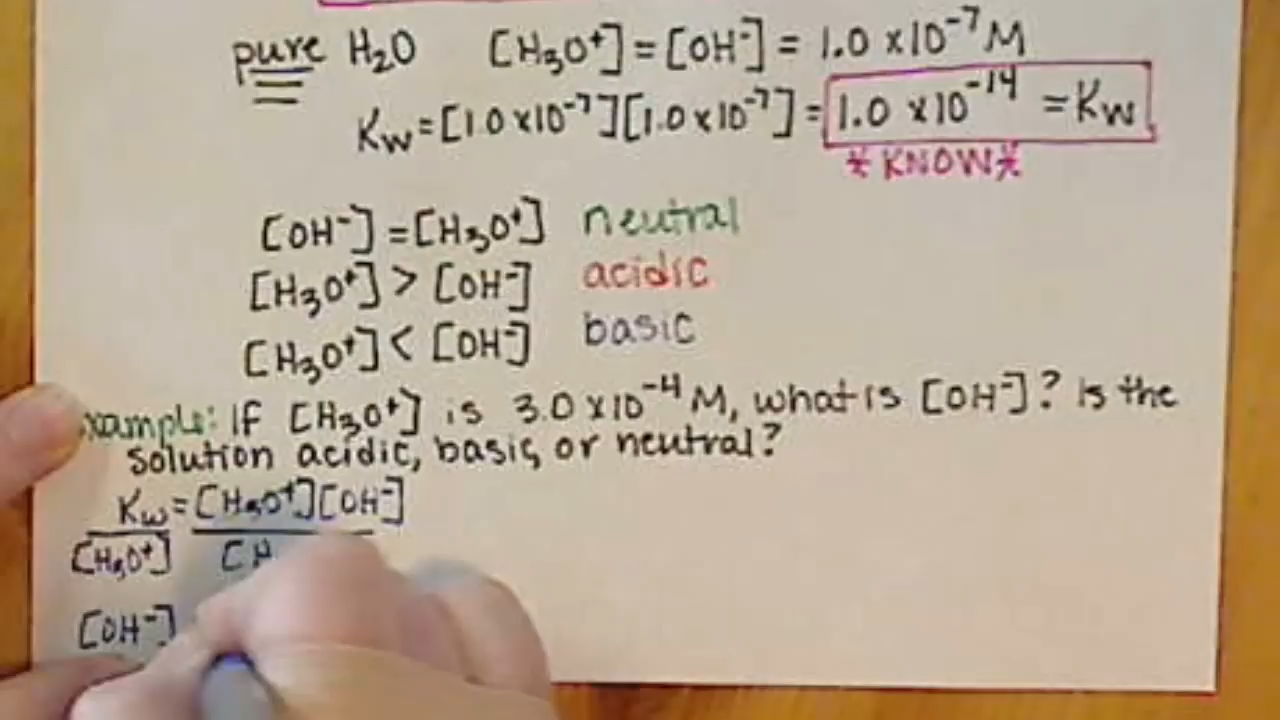 pure H₂O [H₃O⁺] = [OH⁻] = 1.0 x10⁻⁷ M
Kw = [1.0 x10⁻⁷][1.0 x10⁻⁷] = 1.0 x10⁻¹⁴ = Kw
*KNOW*
[OH⁻] = [H₃O⁺] neutral
[H₃O⁺] > [OH⁻] acidic
[H₃O⁺] < [OH⁻] basic
xample: If [H₃O⁺] is 3.0 x10⁻⁴ M, what is [OH⁻]? Is the
solution acidic, basic, or neutral?
Kw = [H₃O⁺][OH⁻]
[H₃O⁺] [H
[OH⁻]